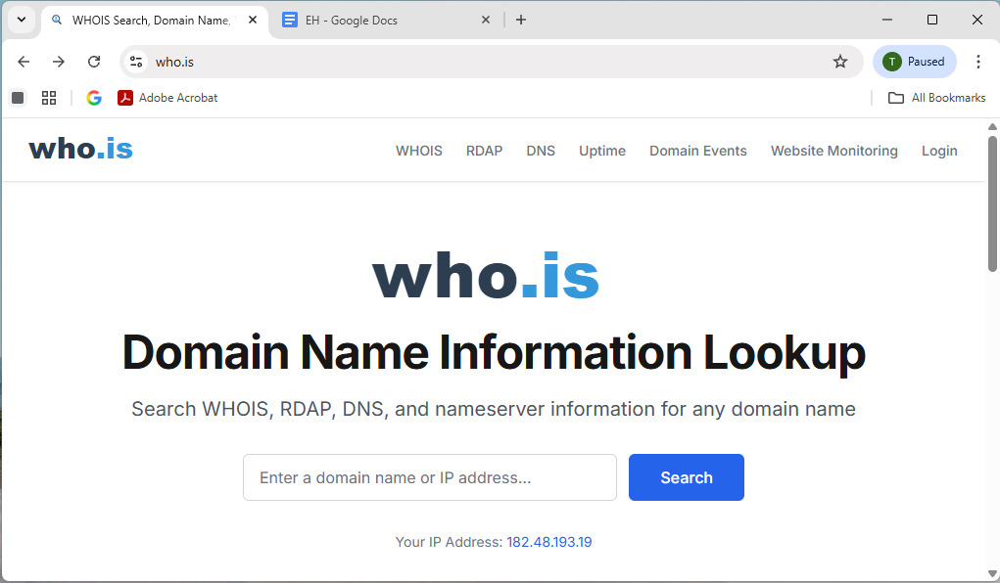 WHOIS Search, Domain Name,
EH - Google Docs
who.is
T
Paused
Adobe Acrobat
All Bookmarks
who.is
WHOIS
RDAP
DNS
Uptime
Domain Events
Website Monitoring
Login
who.is
Domain Name Information Lookup
Search WHOIS, RDAP, DNS, and nameserver information for any domain name
Enter a domain name or IP address...
Search
Your IP Address: 182.48.193.19